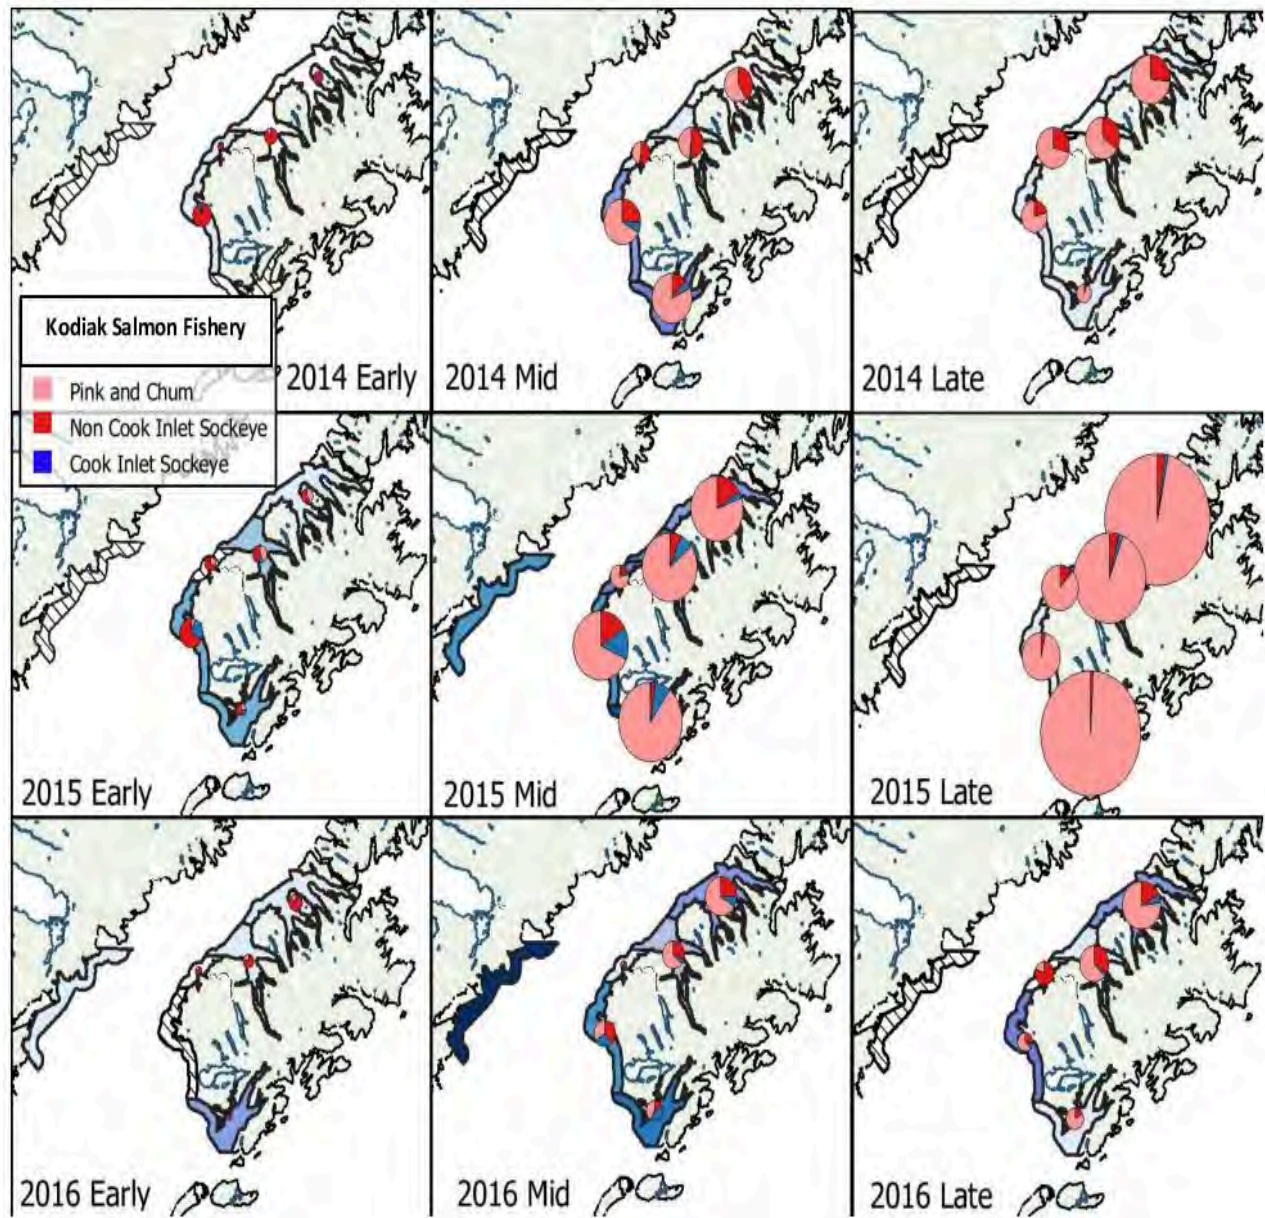 2014 Early
2014 Mid
2014 Late
Kodiak Salmon Fishery
Pink and Chum
Non Cook Inlet Sockeye
Cook Inlet Sockeye
2015 Early
2015 Mid
2015 Late
2016 Early
2016 Mid
2016 Late